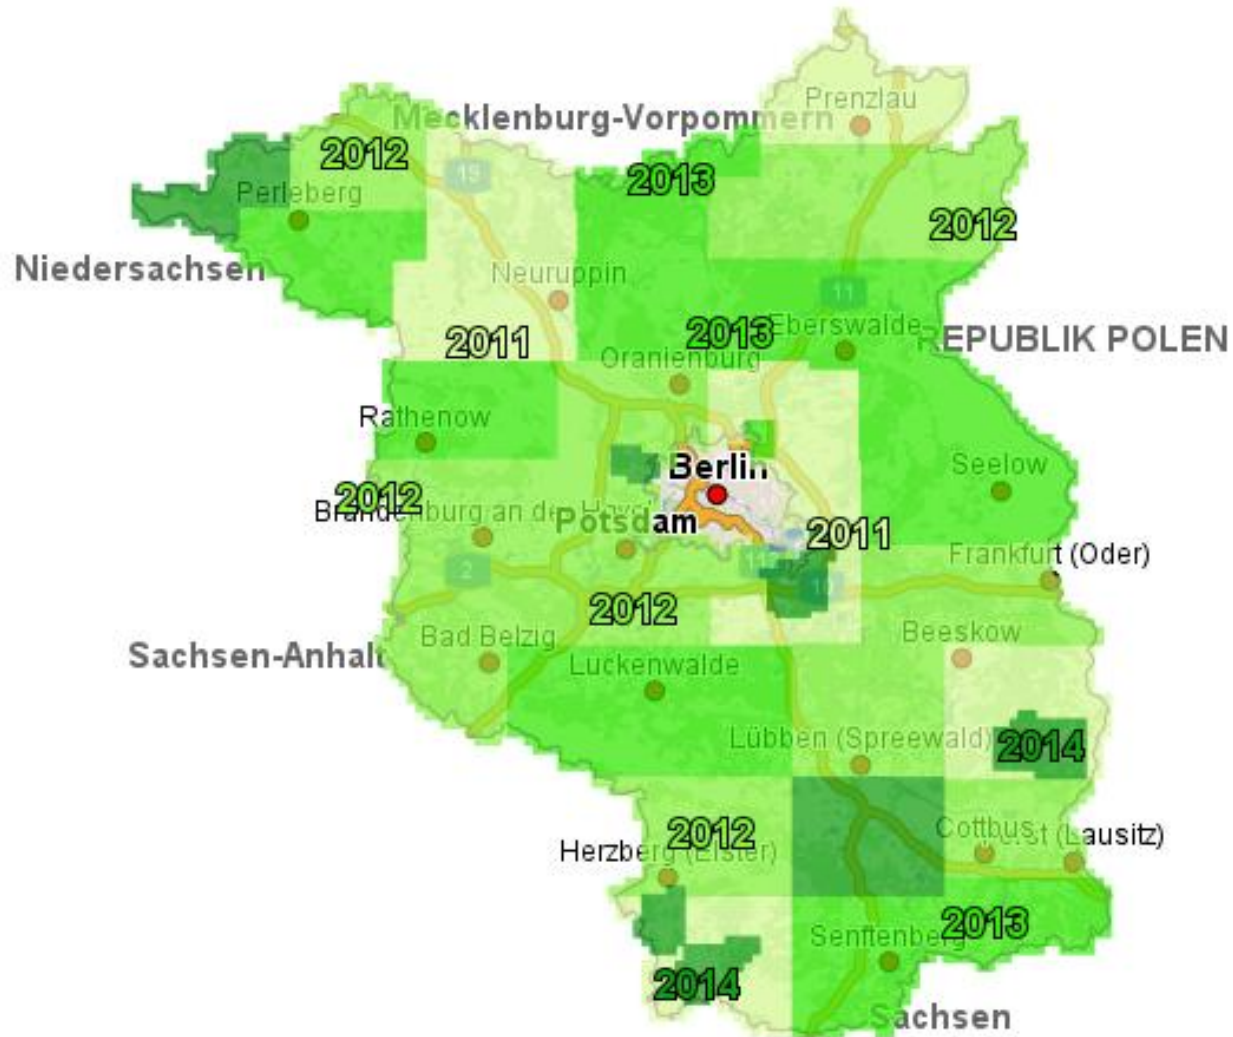 Prenzlau
Mecklenburg-Vorpommern
2012
19
2013
Perleberg
2012
Niedersachsen
Neuruppin
11
2011
2013
Eberswalde
REPUBLIK POLEN
Oranienburg
Rathenow
Berlin
Seelow
2012
Brandenburg an der Havel
Potsdam
2011
Frankfurt (Oder)
2
10
2012
Bad Belzig
Beeskow
Sachsen-Anhalt
Luckenwalde
Lübben (Spreewald)
2014
2012
Cottbus
(Lausitz)
Herzberg (Elster)
2013
Senftenberg
2014
Sachsen